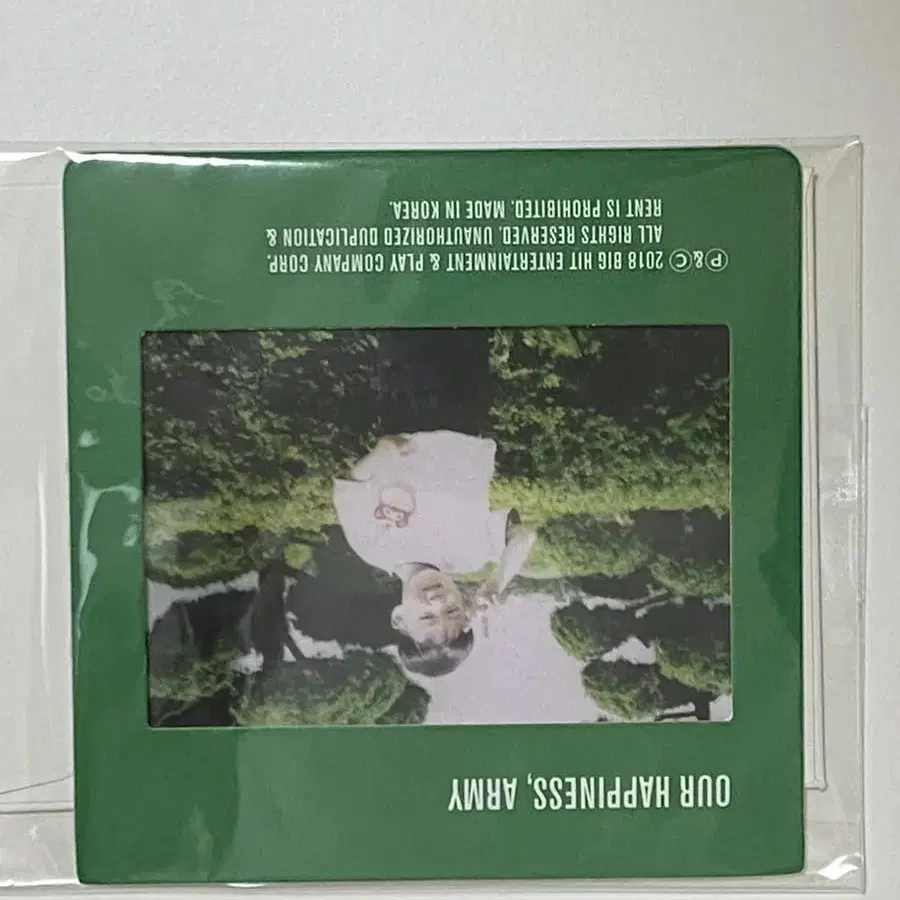 OUR HAPPINESS, ARMY
Ⓟ&Ⓒ 2018 BIG HIT ENTERTAINMENT & PLAY COMPANY CORP.
ALL RIGHTS RESERVED. UNAUTHORIZED DUPLICATION &
RENT IS PROHIBITED. MADE IN KOREA.